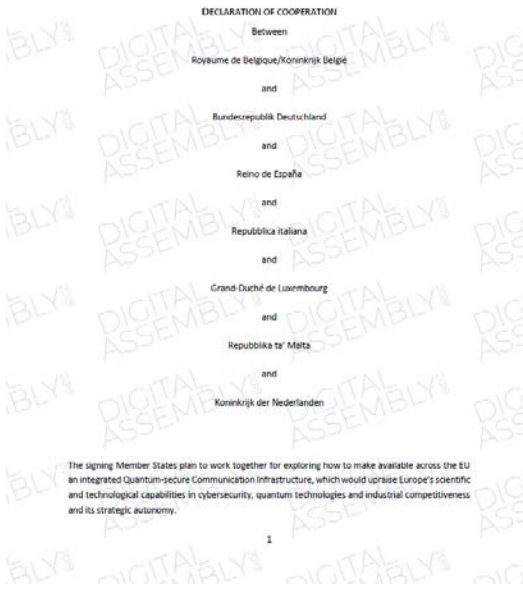 DECLARATION OF COOPERATION
Between
Royaume de Belgique/Koninkrijk België
and
Bundesrepublik Deutschland
and
Reino de España
and
Repubblica italiana
and
Grand-Duché de Luxembourg
and
Repubblika ta' Malta
and
Koninkrijk der Nederlanden
The signing Member States plan to work together for exploring how to make available across the EU
an integrated Quantum-secure Communication Infrastructure, which would upraise Europe's scientific
and technological capabilities in cybersecurity, quantum technologies and industrial competitiveness
and its strategic autonomy.
1
DIGITAL
ASSEMBLY